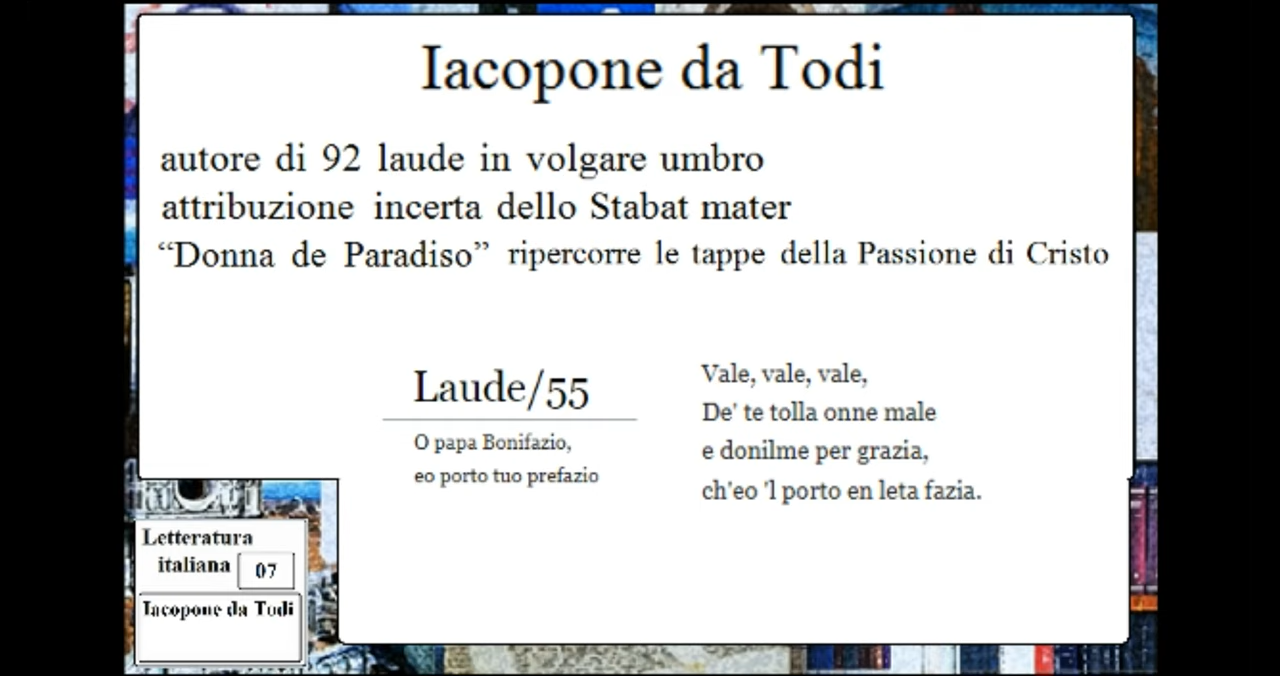 Iacopone da Todi
autore di 92 laude in volgare umbro
attribuzione incerta dello Stabat mater
“Donna de Paradiso” ripercorre le tappe della Passione di Cristo
Laude/55
O papa Bonifazio,
eo porto tuo prefazio
Vale, vale, vale,
De' te tolla onne male
e donilme per grazia,
ch'eo 'l porto en leta fazia.
Letteratura
italiana 07
Iacopone da Todi